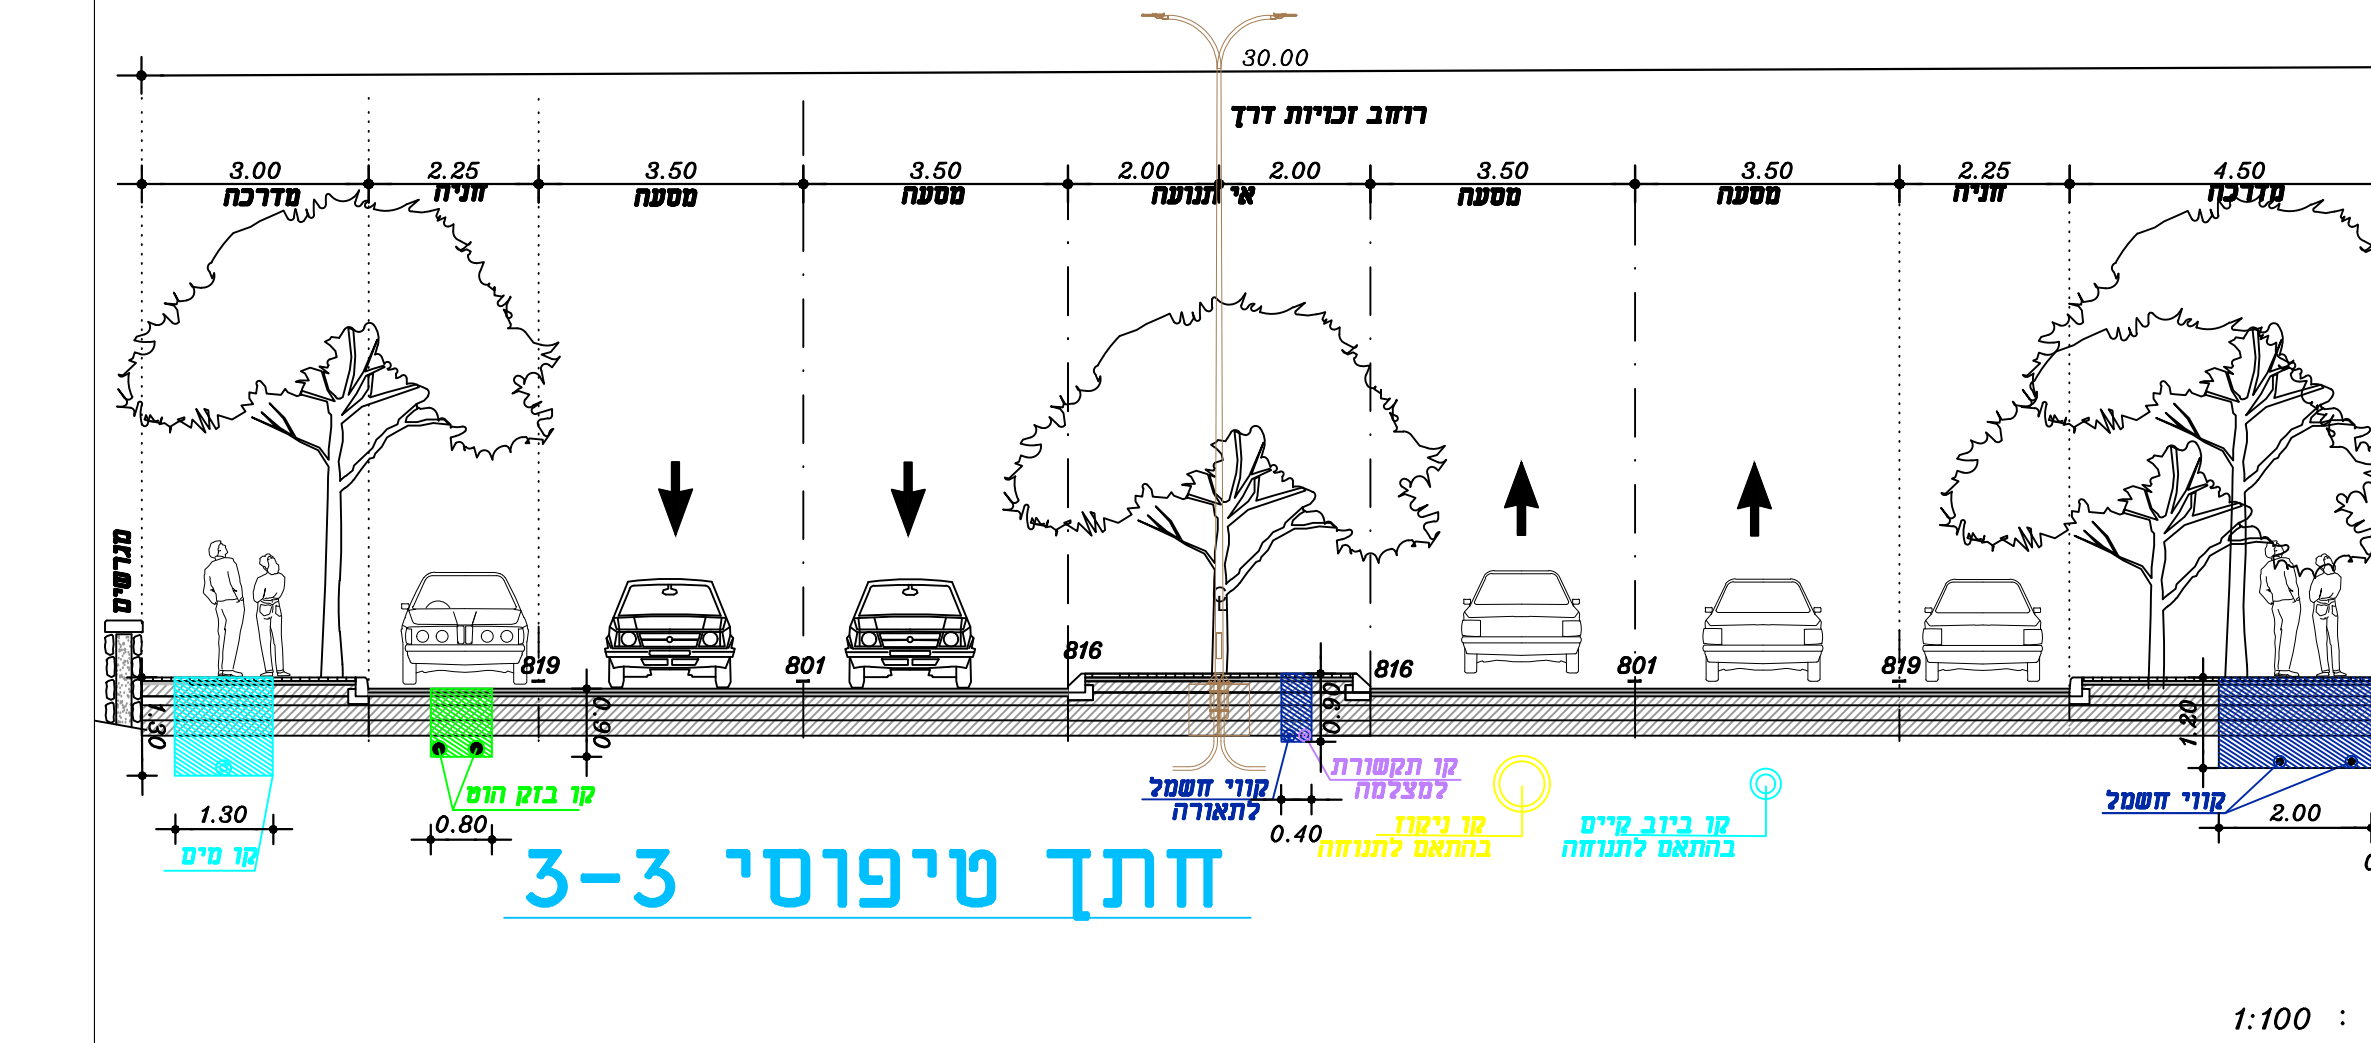 30.00
רוחב זכויות דרך
3.00 2.25 3.50 3.50 2.00 2.00 3.50 3.50 2.25 4.50
מדרכה חניה מסעה מסעה אי תנועה מסעה מסעה חניה מדרכה
מגרשים
819 801 816 816 801 819
1.30 0.90 0.90 1.20
קו מים
1.30
קו בזק הוט
0.80
קווי חשמל
לתאורה
0.40
קו תקשורת
למצלמה
קו ניקוז
בהתאם לתנוחה
קו ביוב קיים
בהתאם לתנוחה
קווי חשמל
2.00
חתך טיפוסי 3-3
1:100 :